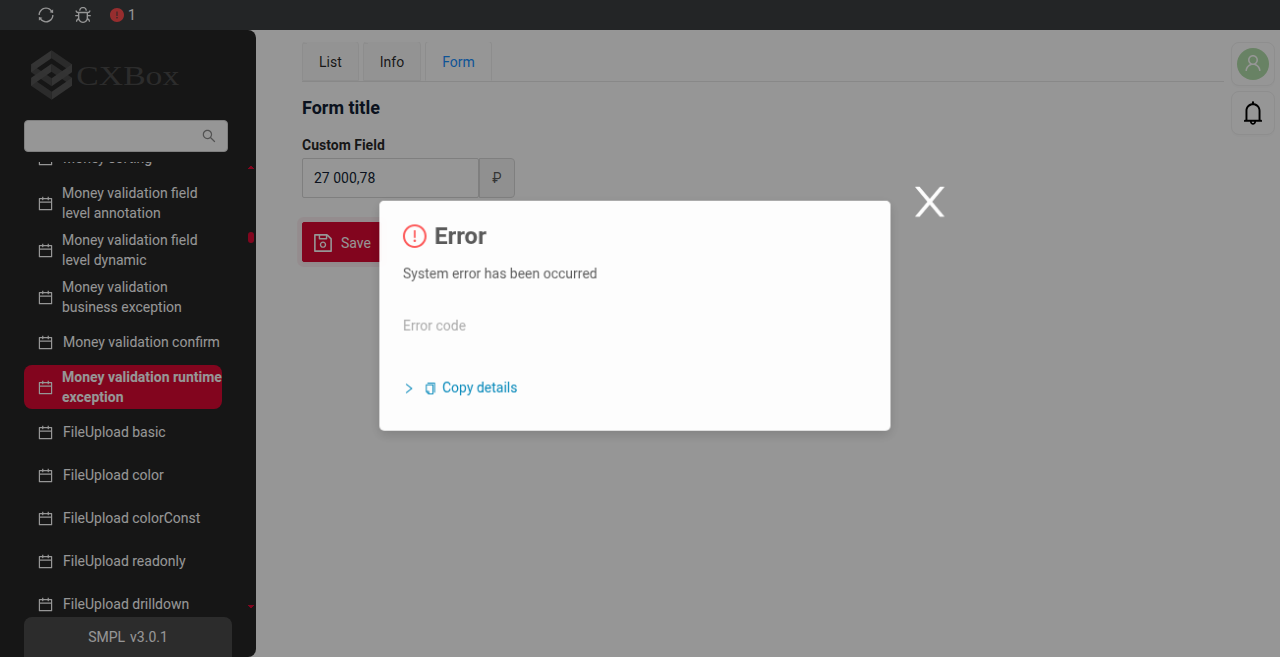 1
CXBox
List
Info
Form
Form title
Custom Field
27 000,78
₽
Save
Error
System error has been occurred
Error code
Copy details
Money sorting
Money validation field
level annotation
Money validation field
level dynamic
Money validation
business exception
Money validation confirm
Money validation runtime
exception
FileUpload basic
FileUpload color
FileUpload colorConst
FileUpload readonly
FileUpload drilldown
SMPL v3.0.1